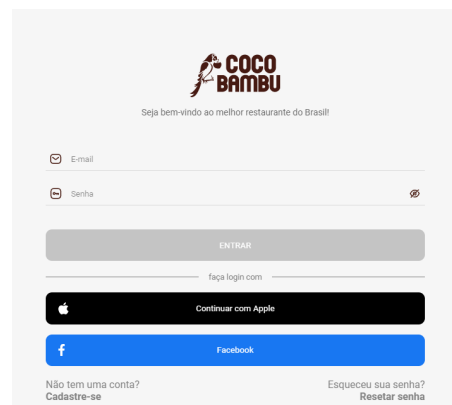 COCO
BAMBU
Seja bem-vindo ao melhor restaurante do Brasil!
E-mail
Senha
ENTRAR
faça login com
Continuar com Apple
Facebook
Não tem uma conta?
Cadastre-se
Esqueceu sua senha?
Resetar senha